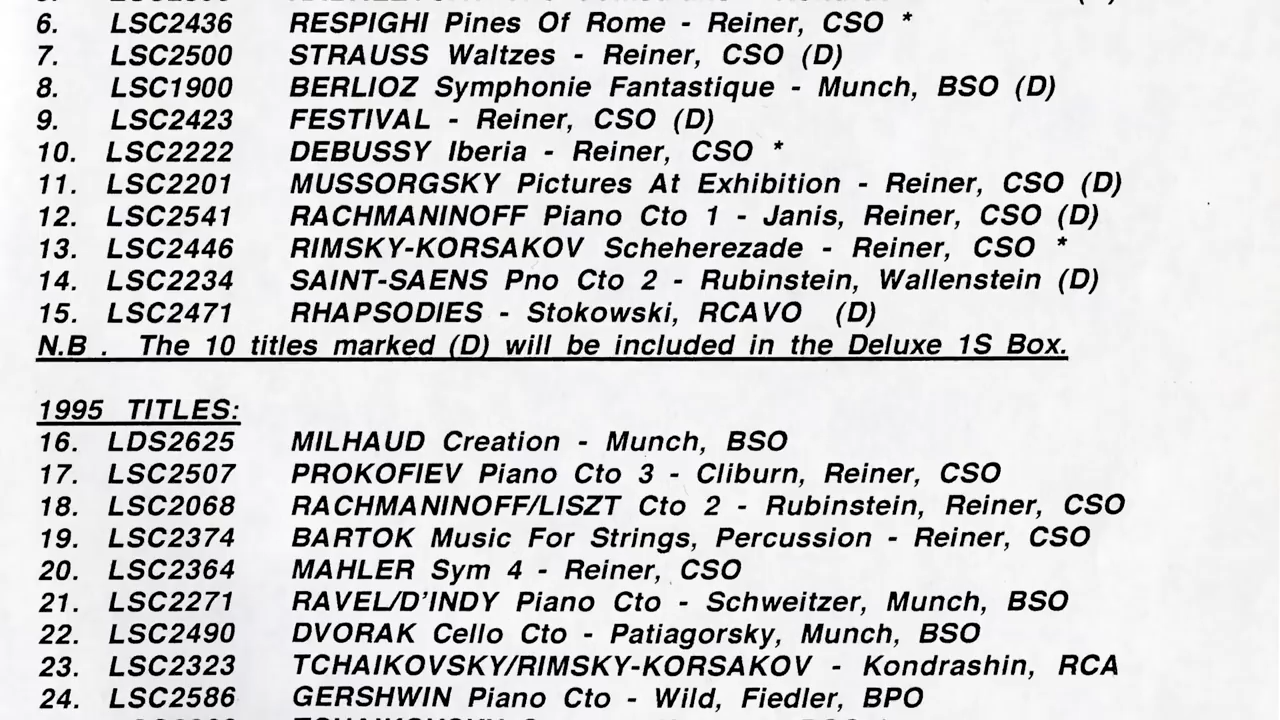 6. LSC2436 RESPIGHI Pines Of Rome - Reiner, CSO *
7. LSC2500 STRAUSS Waltzes - Reiner, CSO (D)
8. LSC1900 BERLIOZ Symphonie Fantastique - Munch, BSO (D)
9. LSC2423 FESTIVAL - Reiner, CSO (D)
10. LSC2222 DEBUSSY Iberia - Reiner, CSO *
11. LSC2201 MUSSORGSKY Pictures At Exhibition - Reiner, CSO (D)
12. LSC2541 RACHMANINOFF Piano Cto 1 - Janis, Reiner, CSO (D)
13. LSC2446 RIMSKY-KORSAKOV Scheherezade - Reiner, CSO *
14. LSC2234 SAINT-SAENS Pno Cto 2 - Rubinstein, Wallenstein (D)
15. LSC2471 RHAPSODIES - Stokowski, RCAVO (D)
N.B . The 10 titles marked (D) will be included in the Deluxe 1S Box.
1995 TITLES:
16. LDS2625 MILHAUD Creation - Munch, BSO
17. LSC2507 PROKOFIEV Piano Cto 3 - Cliburn, Reiner, CSO
18. LSC2068 RACHMANINOFF/LISZT Cto 2 - Rubinstein, Reiner, CSO
19. LSC2374 BARTOK Music For Strings, Percussion - Reiner, CSO
20. LSC2364 MAHLER Sym 4 - Reiner, CSO
21. LSC2271 RAVEL/D'INDY Piano Cto - Schweitzer, Munch, BSO
22. LSC2490 DVORAK Cello Cto - Patiagorsky, Munch, BSO
23. LSC2323 TCHAIKOVSKY/RIMSKY-KORSAKOV - Kondrashin, RCA
24. LSC2586 GERSHWIN Piano Cto - Wild, Fiedler, BPO